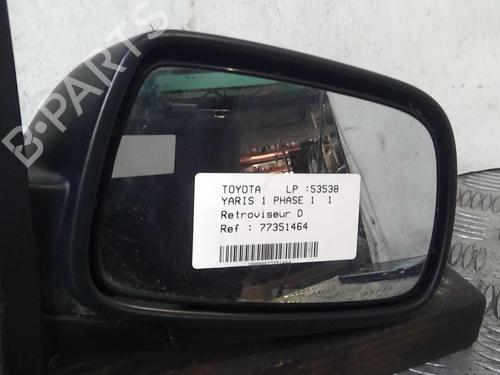 B-PARTS
TOYOTA LP :53538
YARIS 1 PHASE 1 1
Retroviseur D
Ref : 77351464